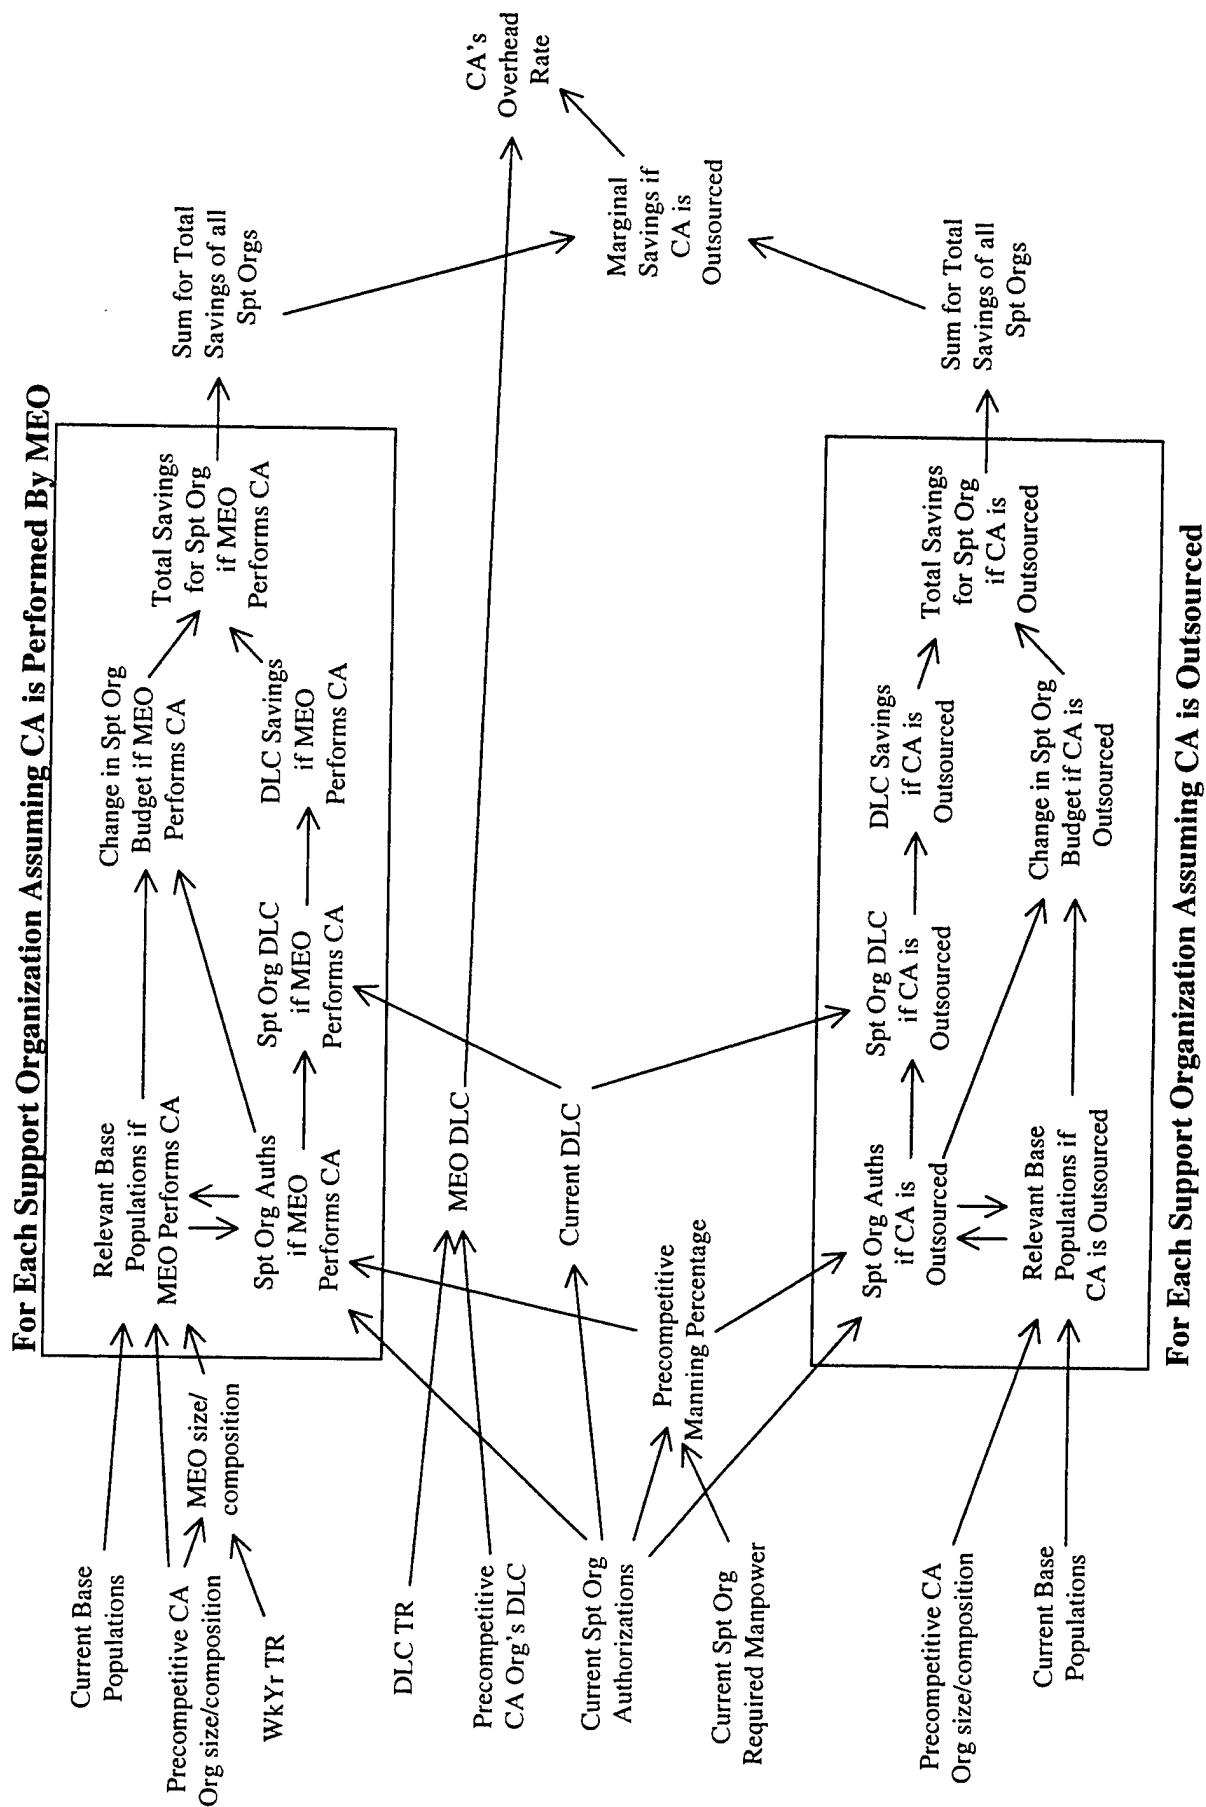 For Each Support Organization Assuming CA is Performed By MEO
Current Base
Populations
Precompetitive CA
Org size/composition
WkYr TR
MEO size/
composition
Relevant Base
Populations if
MEO Performs CA
Spt Org Auths
if MEO
Performs CA
Change in Spt Org
Budget if MEO
Performs CA
Spt Org DLC
if MEO
Performs CA
DLC Savings
if MEO
Performs CA
Total Savings
for Spt Org
if MEO
Performs CA
Sum for Total
Savings of all
Spt Orgs
DLC TR
Precompetitive
CA Org's DLC
MEO DLC
CA's
Overhead
Rate
Current Spt Org
Authorizations
Current DLC
Current Spt Org
Required Manpower
Precompetitive
Manning Percentage
Marginal
Savings if
CA is
Outsourced
Precompetitive CA
Org size/composition
Current Base
Populations
Spt Org Auths
if CA is
Outsourced
Relevant Base
Populations if
CA is Outsourced
Spt Org DLC
if CA is
Outsourced
DLC Savings
if CA is
Outsourced
Change in Spt Org
Budget if CA is
Outsourced
Total Savings
for Spt Org
if CA is
Outsourced
Sum for Total
Savings of all
Spt Orgs
For Each Support Organization Assuming CA is Outsourced